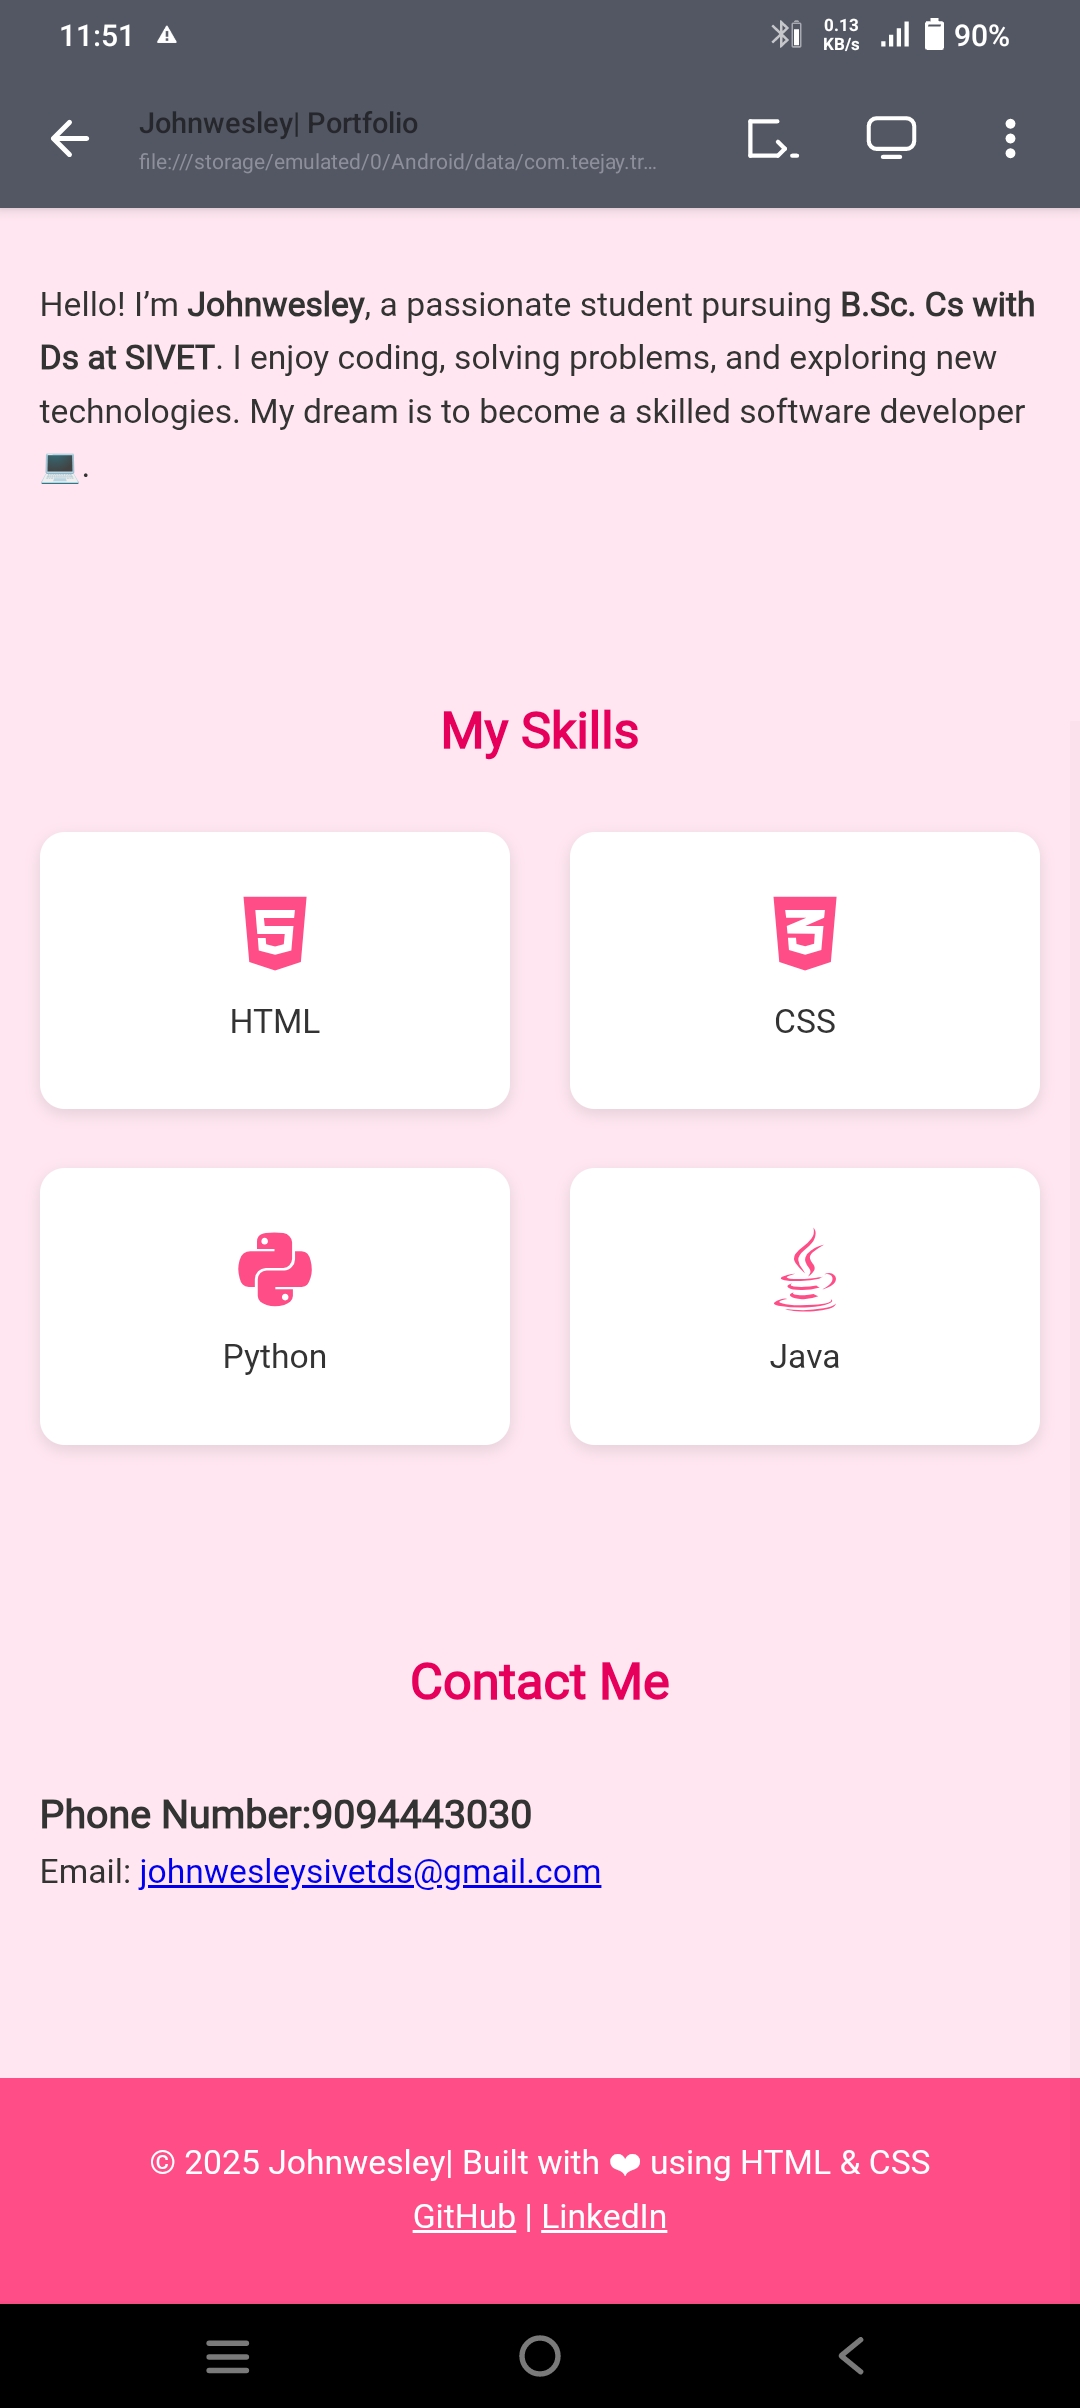 11:51
0.13
KB/s
90%
Johnwesley| Portfolio
file:///storage/emulated/0/Android/data/com.teejay.tr...
Hello! I’m Johnwesley, a passionate student pursuing B.Sc. Cs with
Ds at SIVET. I enjoy coding, solving problems, and exploring new
technologies. My dream is to become a skilled software developer
💻.
My Skills
HTML
CSS
Python
Java
Contact Me
Phone Number:9094443030
Email: johnwesleysivetds@gmail.com
© 2025 Johnwesley| Built with ❤ using HTML & CSS
GitHub | LinkedIn